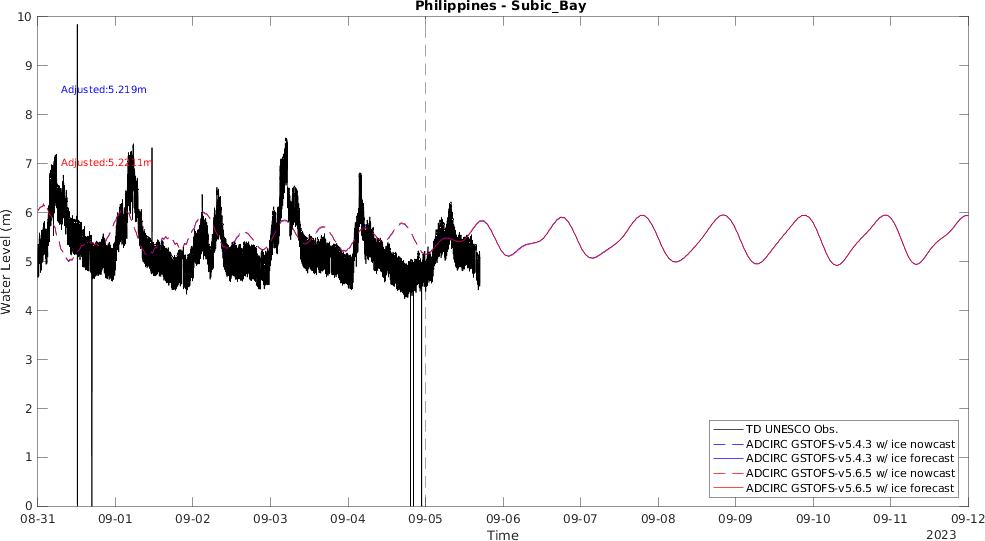 Philippines - Subic_Bay
10
9
8
7
6
5
4
3
2
1
0
Water Level (m)
Adjusted:5.219m
Adjusted:5.2211m
TD UNESCO Obs.
ADCIRC GSTOFS-v5.4.3 w/ ice nowcast
ADCIRC GSTOFS-v5.4.3 w/ ice forecast
ADCIRC GSTOFS-v5.6.5 w/ ice nowcast
ADCIRC GSTOFS-v5.6.5 w/ ice forecast
08-31 09-01 09-02 09-03 09-04 09-05 09-06 09-07 09-08 09-09 09-10 09-11 09-12
Time
2023